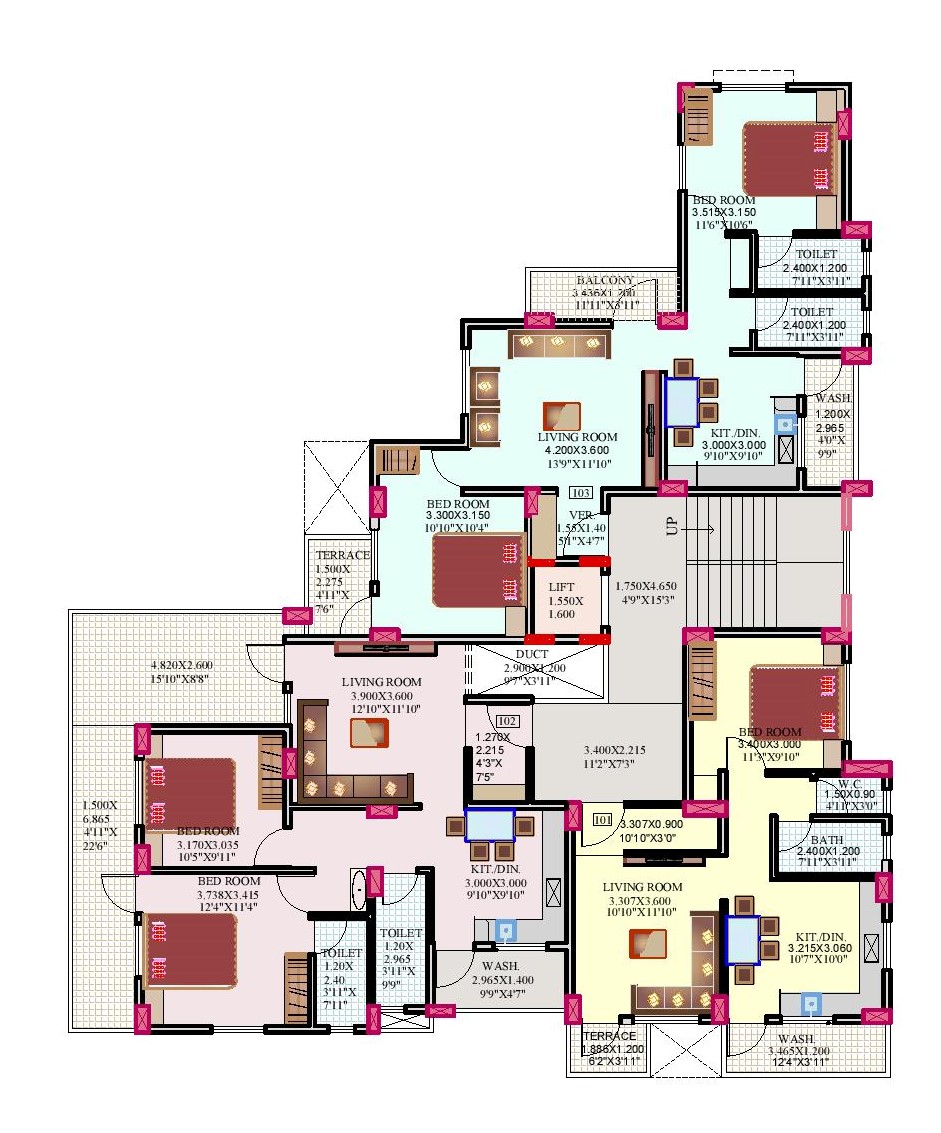 BED ROOM
3.515X3.150
11'6"X10'6"
TOILET
2.400X1.200
7'11"X3'11"
BALCONY
3.436X1.200
11'11"X3'11"
TOILET
2.400X1.200
7'11"X3'11"
WASH.
1.200X
2.965
4'0"X
9'9"
KIT./DIN.
3.000X3.000
9'10"X9'10"
LIVING ROOM
4.200X3.600
13'9"X11'10"
103
VER.
1.55X1.40
5'1"X4'7"
BED ROOM
3.300X3.150
10'10"X10'4"
UP
TERRACE
1.500X
2.275
4'11"X
7'6"
LIFT
1.550X
1.600
1.750X4.650
4'9"X15'3"
DUCT
2.900X1.200
9'7"X3'11"
4.820X2.600
15'10"X8'8"
LIVING ROOM
3.900X3.600
12'10"X11'10"
102
1.270X
2.215
4'3"X
7'5"
3.400X2.215
11'2"X7'3"
BED ROOM
3.400X3.000
11'3"X9'10"
W.C.
1.50X0.90
4'11"X3'0"
1.500X
6.865
4'11"X
22'6"
BED ROOM
3.170X3.035
10'5"X9'11"
101
3.307X0.900
10'10"X3'0"
BATH
2.400X1.200
7'11"X3'11"
BED ROOM
3.738X3.415
12'4"X11'4"
KIT./DIN.
3.000X3.000
9'10"X9'10"
LIVING ROOM
3.307X3.600
10'10"X11'10"
KIT./DIN.
3.215X3.060
10'7"X10'0"
TOILET
1.20X
2.40
3'11"X
7'11"
TOILET
1.20X
2.965
3'11"X
9'9"
WASH.
2.965X1.400
9'9"X4'7"
TERRACE
1.886X1.200
6'2"X3'11"
WASH.
3.465X1.200
12'4"X3'11"